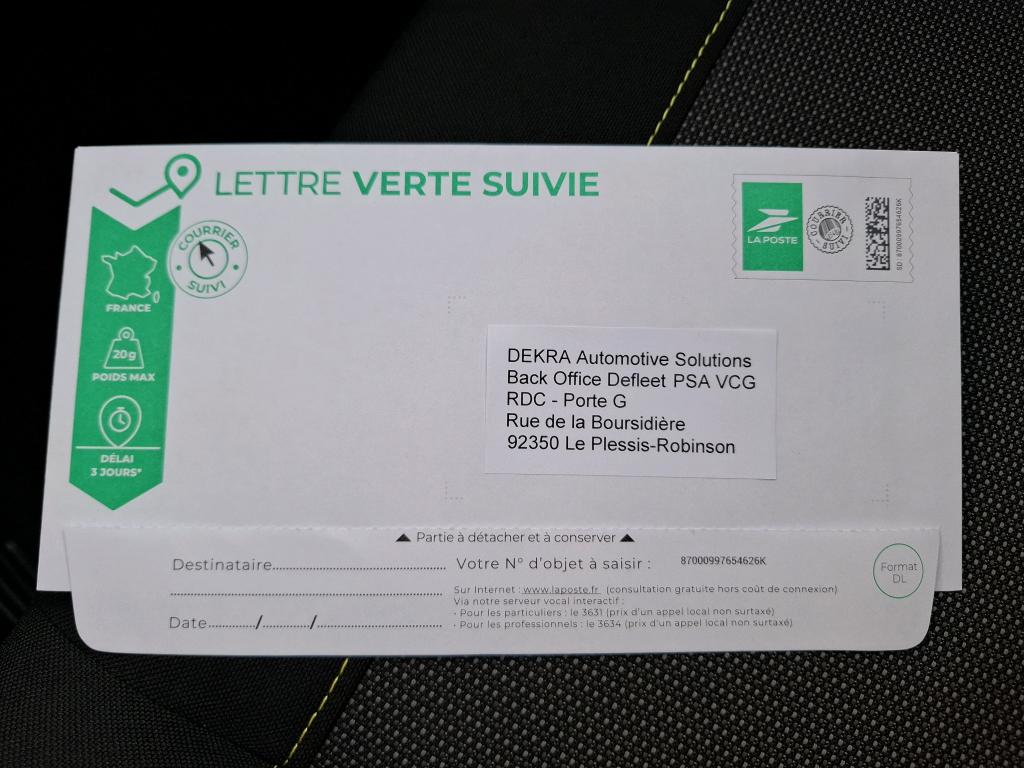 LETTRE VERTE SUIVIE
COURRIER
SUIVI
LA POSTE
COURRIER
SUIVI
SD : 87000997654626K
FRANCE
20g
POIDS MAX
DÉLAI
3 JOURS*
DEKRA Automotive Solutions
Back Office Defleet PSA VCG
RDC - Porte G
Rue de la Boursidière
92350 Le Plessis-Robinson
▲ Partie à détacher et à conserver ▲
Destinataire............................................
Votre N° d'objet à saisir : 87000997654626K
Format
DL
Sur Internet : www.laposte.fr (consultation gratuite hors coût de connexion)
Via notre serveur vocal interactif :
• Pour les particuliers : le 3631 (prix d'un appel local non surtaxé)
• Pour les professionnels : le 3634 (prix d'un appel local non surtaxé)
Date............/............/................................